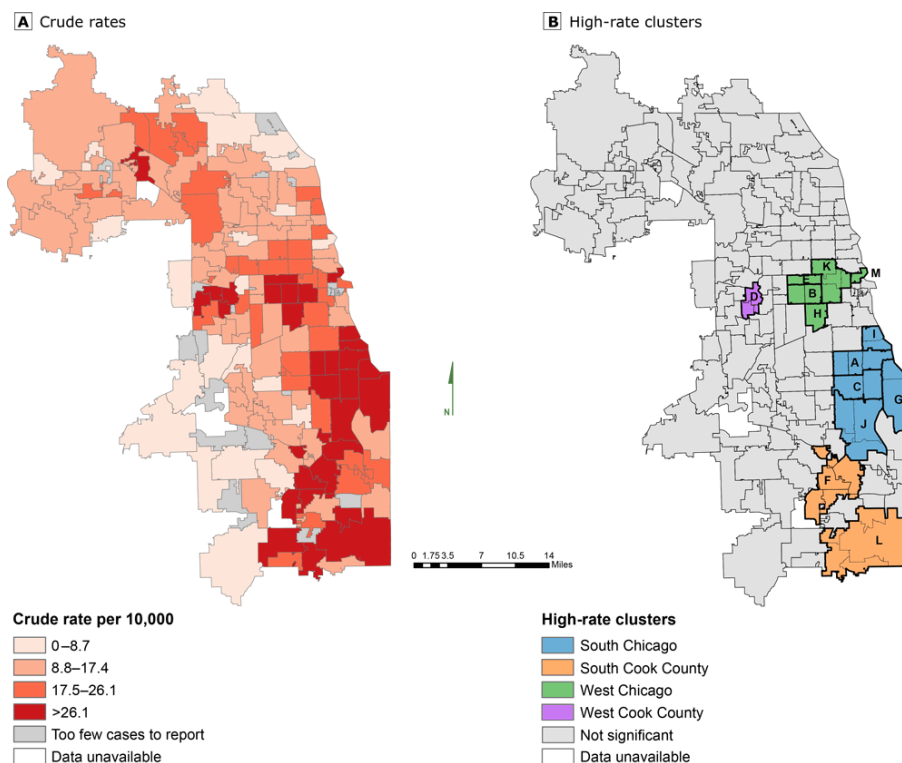 A Crude rates
B High-rate clusters
K
M
E
D
B
H
I
A
C
G
J
F
L
N
0 1.75 3.5 7 10.5 14
Miles
Crude rate per 10,000
0–8.7
8.8–17.4
17.5–26.1
>26.1
Too few cases to report
Data unavailable
High-rate clusters
South Chicago
South Cook County
West Chicago
West Cook County
Not significant
Data unavailable